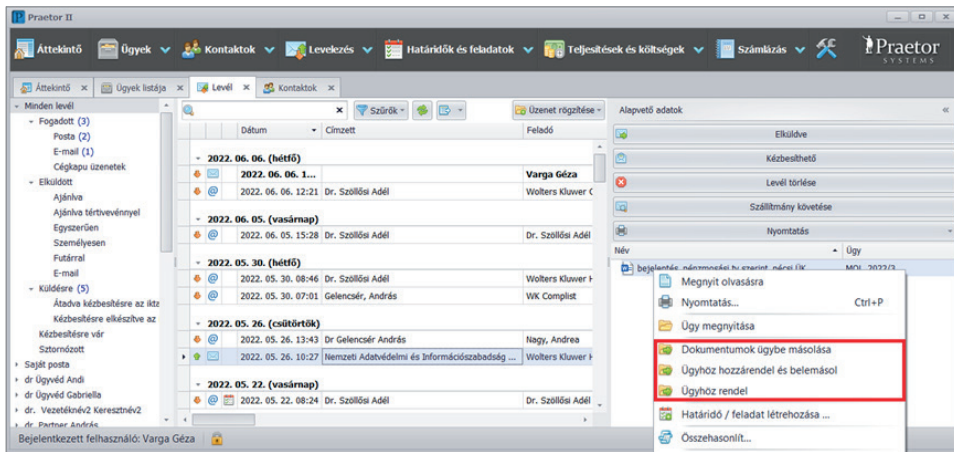 Praetor II
Áttekintő Ügyek Kontaktok Levelezés Határidők és feladatok Teljesítések és költségek Számlázás Praetor
SYSTEMS
Áttekintő Ügyek listája Levél Kontaktok
Minden levél
Fogadott (3)
Posta (2)
E-mail (1)
Cégkapu üzenetek
Elküldött
Ajánlva
Ajánlva tértivevénnyel
Egyszerűen
Személyesen
Futárral
E-mail
Küldésre (5)
Átadva kézbesítésre az ikta
Kézbesítésre elkészítve az
Kézbesítésre vár
Sztornózott
Saját posta
dr Ügyvéd Andi
dr Ügyvéd Gabriella
dr. Vezetéknév2 Keresztnév2
dr. Partner András
Szűrők Üzenet rögzítése
Dátum Címzett Feladó
2022. 06. 06. (hétfő)
2022. 06. 06. 1... Varga Géza
2022. 06. 06. 12:21 Dr. Szöllősi Adél Wolters Kluwer
2022. 06. 05. (vasárnap)
2022. 06. 05. 15:28 Dr. Szöllősi Adél Dr. Szöllősi Adél
2022. 05. 30. (hétfő)
2022. 05. 30. 08:46 Dr. Szöllősi Adél Wolters Kluwer H
2022. 05. 30. 07:01 Gelencsér, András WK Complist
2022. 05. 26. (csütörtök)
2022. 05. 26. 13:43 Dr Gelencsér András Nagy, Andrea
2022. 05. 26. 10:27 Nemzeti Adatvédelmi és Információszabadság ... Wolters Kluwer H
2022. 05. 22. (vasárnap)
2022. 05. 22. 08:24 Dr. Szöllősi Adél Dr. Szöllősi Adél
Alapvető adatok
Elküldve
Kézbesíthető
Levél törlése
Szállítmány követése
Nyomtatás
Név Ügy
bejelentés pénzmosási tv szerint pécsi ÜK MOL 2022/3
Megnyit olvasásra
Nyomtatás... Ctrl+P
Ügy megnyitása
Dokumentumok ügybe másolása
Ügyhöz hozzárendel és belemásol
Ügyhöz rendel
Határidő / feladat létrehozása ...
Összehasonlít...
Bejelentkezett felhasználó: Varga Géza